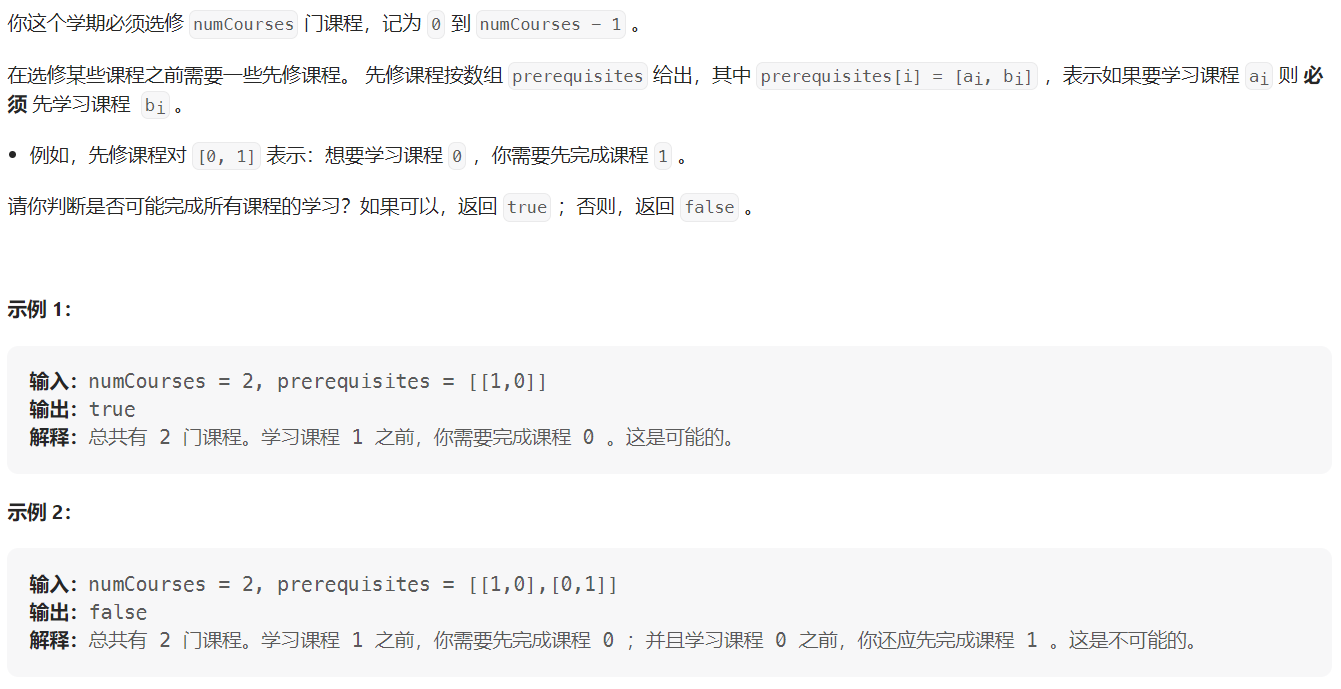 你这个学期必须选修 numCourses 门课程，记为 0 到 numCourses - 1 。
在选修某些课程之前需要一些先修课程。 先修课程按数组 prerequisites 给出，其中 prerequisites[i] = [ai, bi] ，表示如果要学习课程 ai 则 必
须 先学习课程 bi 。
• 例如，先修课程对 [0, 1] 表示：想要学习课程 0 ，你需要先完成课程 1 。
请你判断是否可能完成所有课程的学习？如果可以，返回 true ；否则，返回 false 。
示例 1：
输入：numCourses = 2, prerequisites = [[1,0]]
输出：true
解释：总共有 2 门课程。学习课程 1 之前，你需要完成课程 0 。这是可能的。
示例 2：
输入：numCourses = 2, prerequisites = [[1,0],[0,1]]
输出：false
解释：总共有 2 门课程。学习课程 1 之前，你需要先完成课程 0 ；并且学习课程 0 之前，你还应先完成课程 1 。这是不可能的。